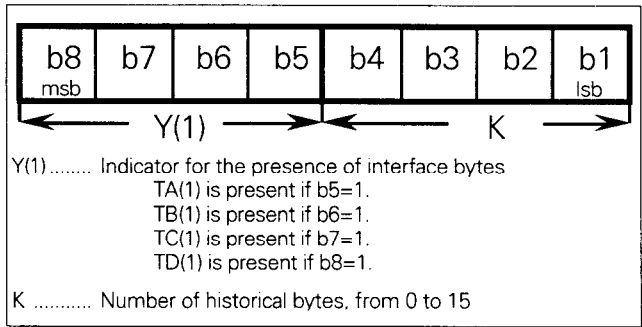 b8 b7 b6 b5 b4 b3 b2 b1
msb lsb
Y(1) K
Y(1)........ Indicator for the presence of interface bytes
TA(1) is present if b5=1.
TB(1) is present if b6=1.
TC(1) is present if b7=1.
TD(1) is present if b8=1.
K ........... Number of historical bytes, from 0 to 15